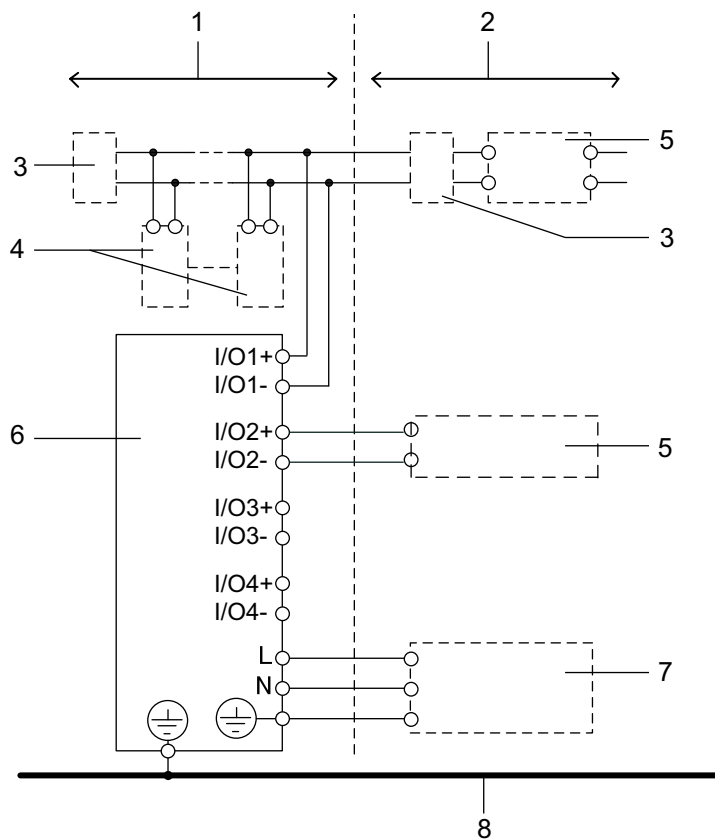 1
2
3
5
4
3
I/O1+
I/O1-
6
I/O2+
I/O2-
5
I/O3+
I/O3-
I/O4+
I/O4-
L
7
N
8